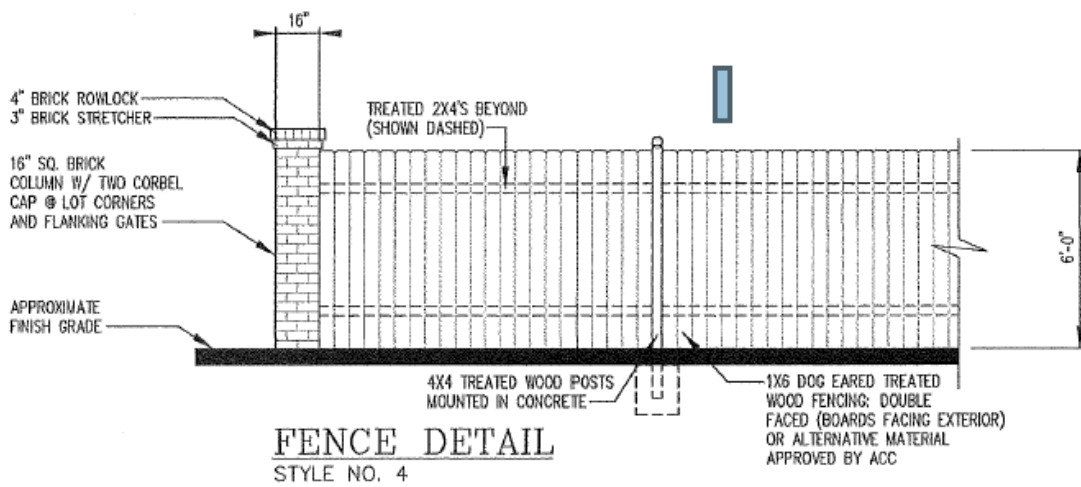 16"
4" BRICK ROWLOCK
3" BRICK STRETCHER
TREATED 2X4'S BEYOND
(SHOWN DASHED)
16" SQ. BRICK
COLUMN W/ TWO CORBEL
CAP @ LOT CORNERS
AND FLANKING GATES
6'-0"
APPROXIMATE
FINISH GRADE
4X4 TREATED WOOD POSTS
MOUNTED IN CONCRETE
1X6 DOG EARED TREATED
WOOD FENCING: DOUBLE
FACED (BOARDS FACING EXTERIOR)
OR ALTERNATIVE MATERIAL
APPROVED BY ACC
FENCE DETAIL
STYLE NO. 4